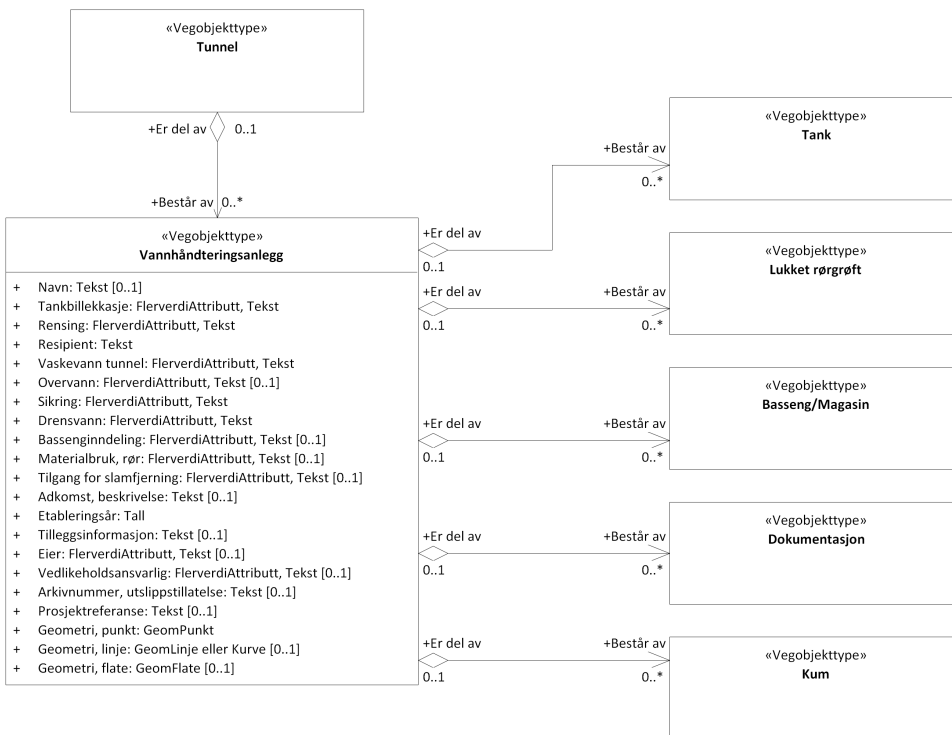 «Vegobjekttype»
Tunnel
+Er del av 0..1
+Består av 0..*
«Vegobjekttype»
Vannhåndteringsanlegg
+ Navn: Tekst [0..1]
+ Tankbillekkasje: FlerverdiAttributt, Tekst
+ Rensing: FlerverdiAttributt, Tekst
+ Resipient: Tekst
+ Vaskevann tunnel: FlerverdiAttributt, Tekst
+ Overvann: FlerverdiAttributt, Tekst [0..1]
+ Sikring: FlerverdiAttributt, Tekst
+ Drensvann: FlerverdiAttributt, Tekst
+ Bassenginndeling: FlerverdiAttributt, Tekst [0..1]
+ Materialbruk, rør: FlerverdiAttributt, Tekst [0..1]
+ Tilgang for slamfjerning: FlerverdiAttributt, Tekst [0..1]
+ Adkomst, beskrivelse: Tekst [0..1]
+ Etableringsår: Tall
+ Tilleggsinformasjon: Tekst [0..1]
+ Eier: FlerverdiAttributt, Tekst [0..1]
+ Vedlikeholdsansvarlig: FlerverdiAttributt, Tekst [0..1]
+ Arkivnummer, utslippstillatelse: Tekst [0..1]
+ Prosjektreferanse: Tekst [0..1]
+ Geometri, punkt: GeomPunkt
+ Geometri, linje: GeomLinje eller Kurve [0..1]
+ Geometri, flate: GeomFlate [0..1]
+Er del av
0..1
+Består av
0..*
«Vegobjekttype»
Tank
+Er del av
0..1
+Består av
0..*
«Vegobjekttype»
Lukket rørgrøft
+Er del av
0..1
+Består av
0..*
«Vegobjekttype»
Basseng/Magasin
+Er del av
0..1
+Består av
0..*
«Vegobjekttype»
Dokumentasjon
+Er del av
0..1
+Består av
0..*
«Vegobjekttype»
Kum